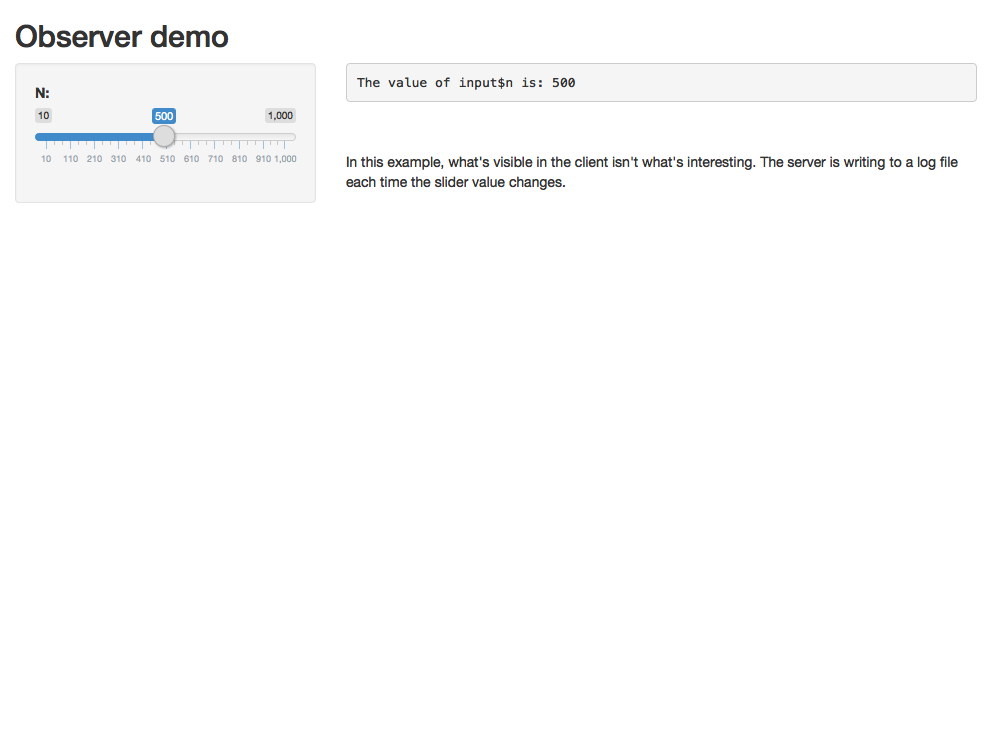 Observer demo
N:
10 500 1,000
10 110 210 310 410 510 610 710 810 910 1,000
The value of input$n is: 500
In this example, what's visible in the client isn't what's interesting. The server is writing to a log file
each time the slider value changes.